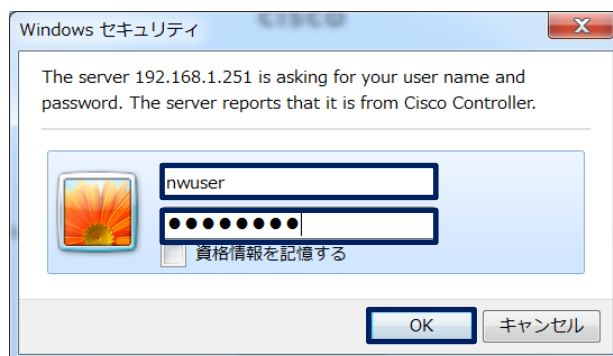 CISCO
Windows セキュリティ
The server 192.168.1.251 is asking for your user name and
password. The server reports that it is from Cisco Controller.
nwuser
●●●●●●●●
資格情報を記憶する
OK キャンセル